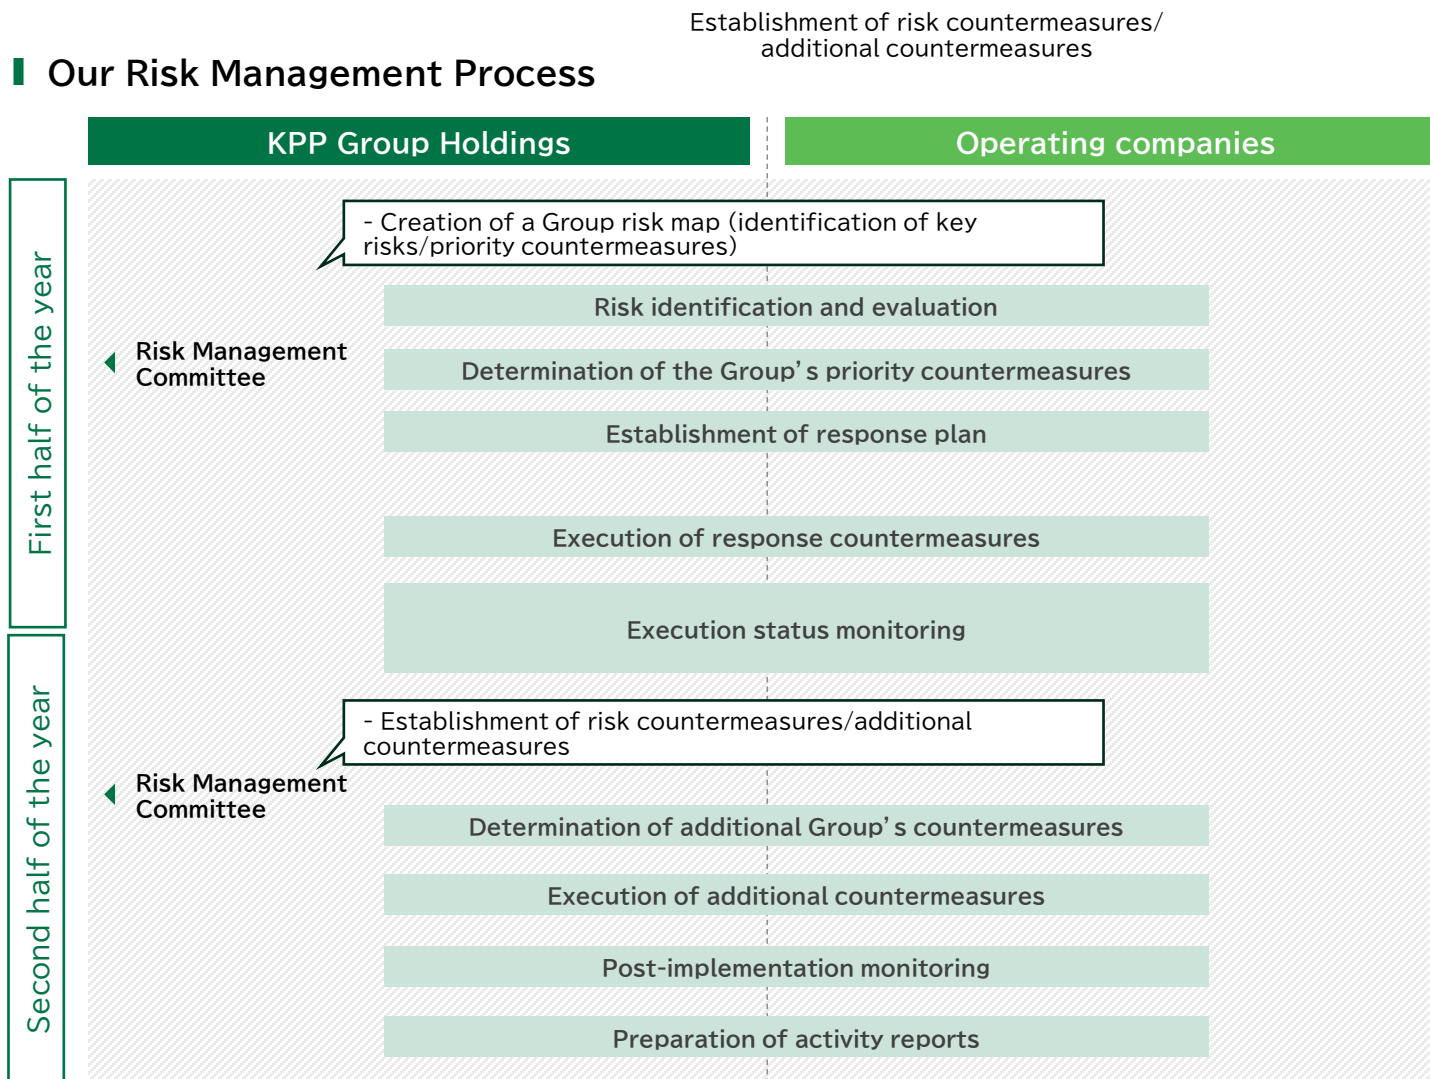 Establishment of risk countermeasures/
additional countermeasures
Our Risk Management Process
KPP Group Holdings
Operating companies
First half of the year
- Creation of a Group risk map (identification of key
risks/priority countermeasures)
Risk identification and evaluation
Risk Management
Committee
Determination of the Group’s priority countermeasures
Establishment of response plan
Execution of response countermeasures
Execution status monitoring
Second half of the year
- Establishment of risk countermeasures/additional
countermeasures
Risk Management
Committee
Determination of additional Group’s countermeasures
Execution of additional countermeasures
Post-implementation monitoring
Preparation of activity reports